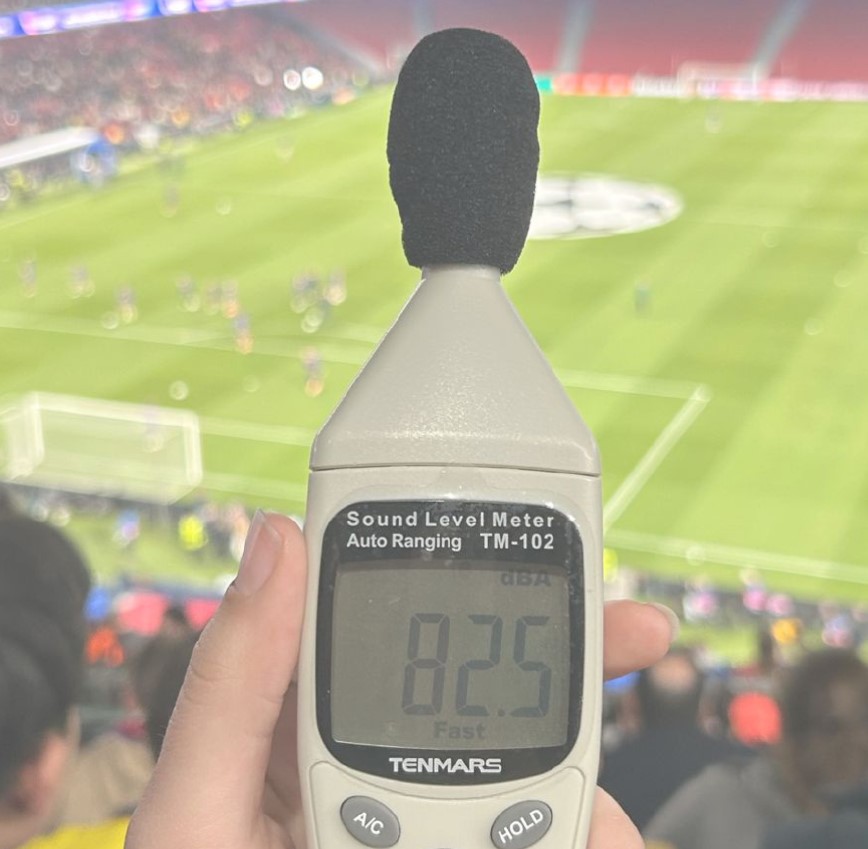 Sound Level Meter
Auto Ranging TM-102
dBA
82.5
Fast
TENMARS
A/C HOLD